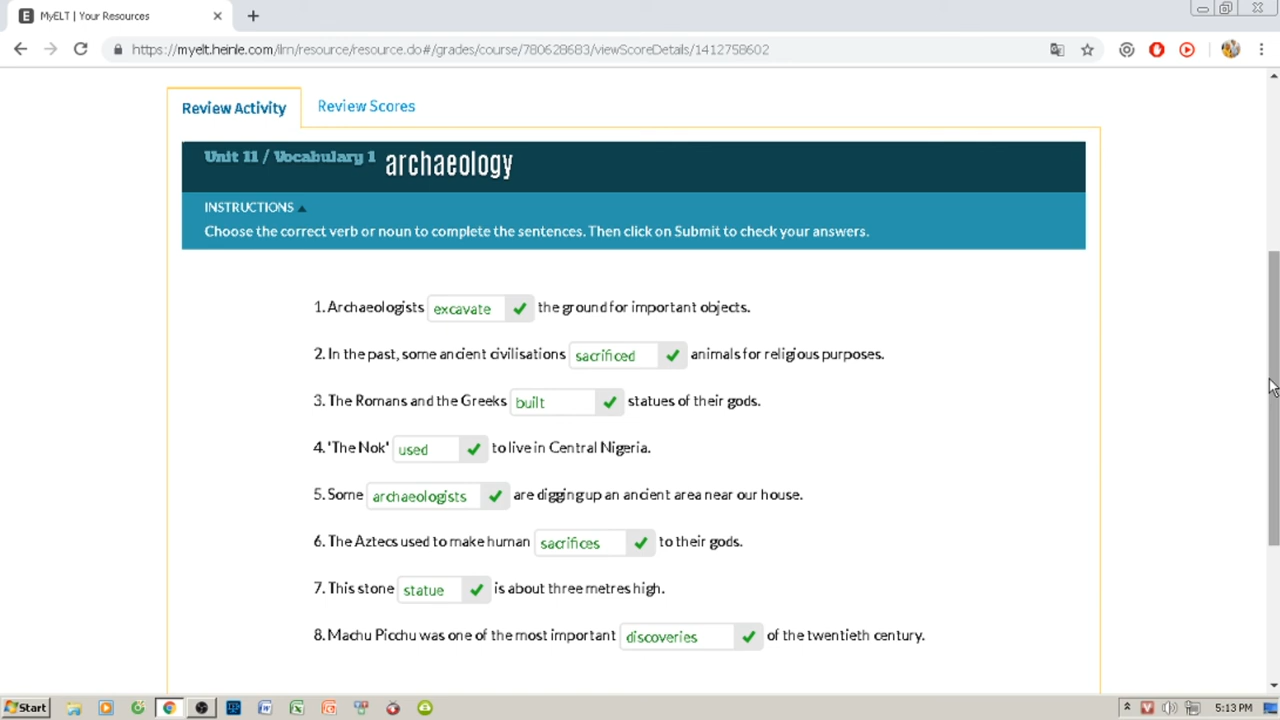 MyELT | Your Resources
https://myelt.heinle.com/ilrn/resource/resource.do#/grades/course/780628683/viewScoreDetails/1412758602
Review Activity
Review Scores
Unit 11 / Vocabulary 1 archaeology
INSTRUCTIONS
Choose the correct verb or noun to complete the sentences. Then click on Submit to check your answers.
1. Archaeologists excavate the ground for important objects.
2. In the past, some ancient civilisations sacrificed animals for religious purposes.
3. The Romans and the Greeks built statues of their gods.
4. 'The Nok' used to live in Central Nigeria.
5. Some archaeologists are digging up an ancient area near our house.
6. The Aztecs used to make human sacrifices to their gods.
7. This stone statue is about three metres high.
8. Machu Picchu was one of the most important discoveries of the twentieth century.
Start
5:13 PM